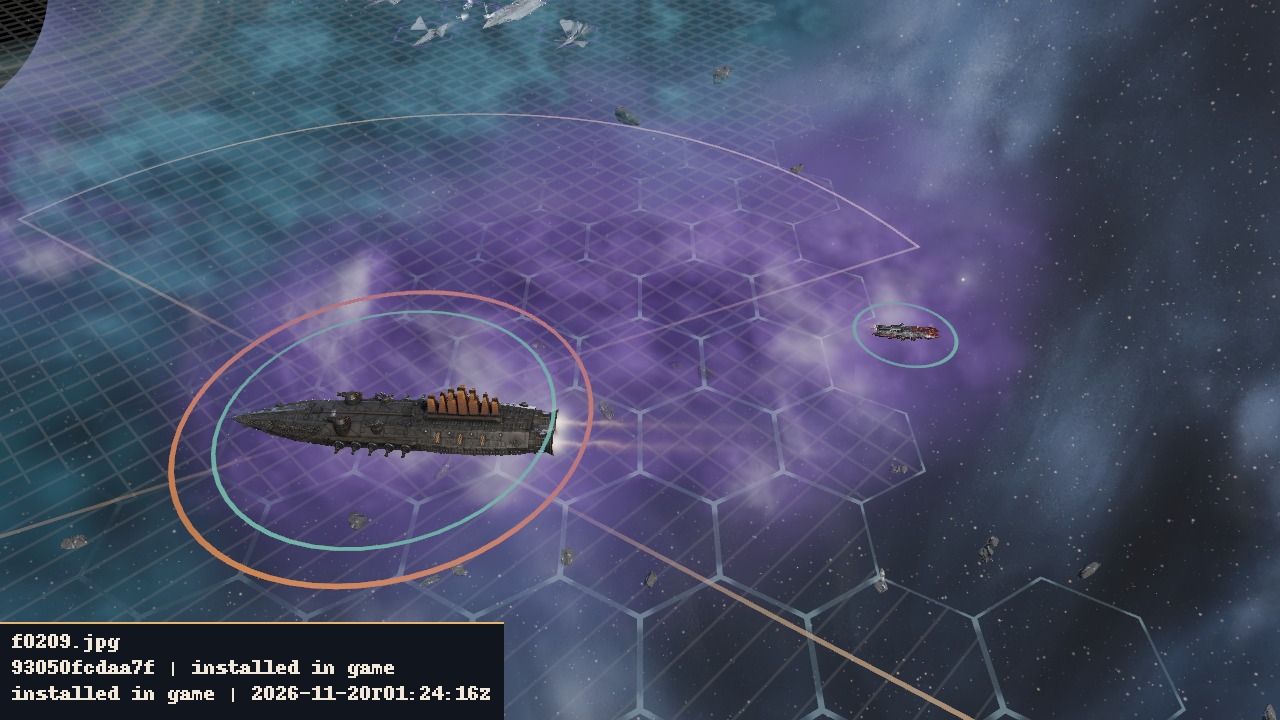 f0209.jpg
93050fcdaa7f | installed in game
installed in game | 2026-11-20T01:24:16Z